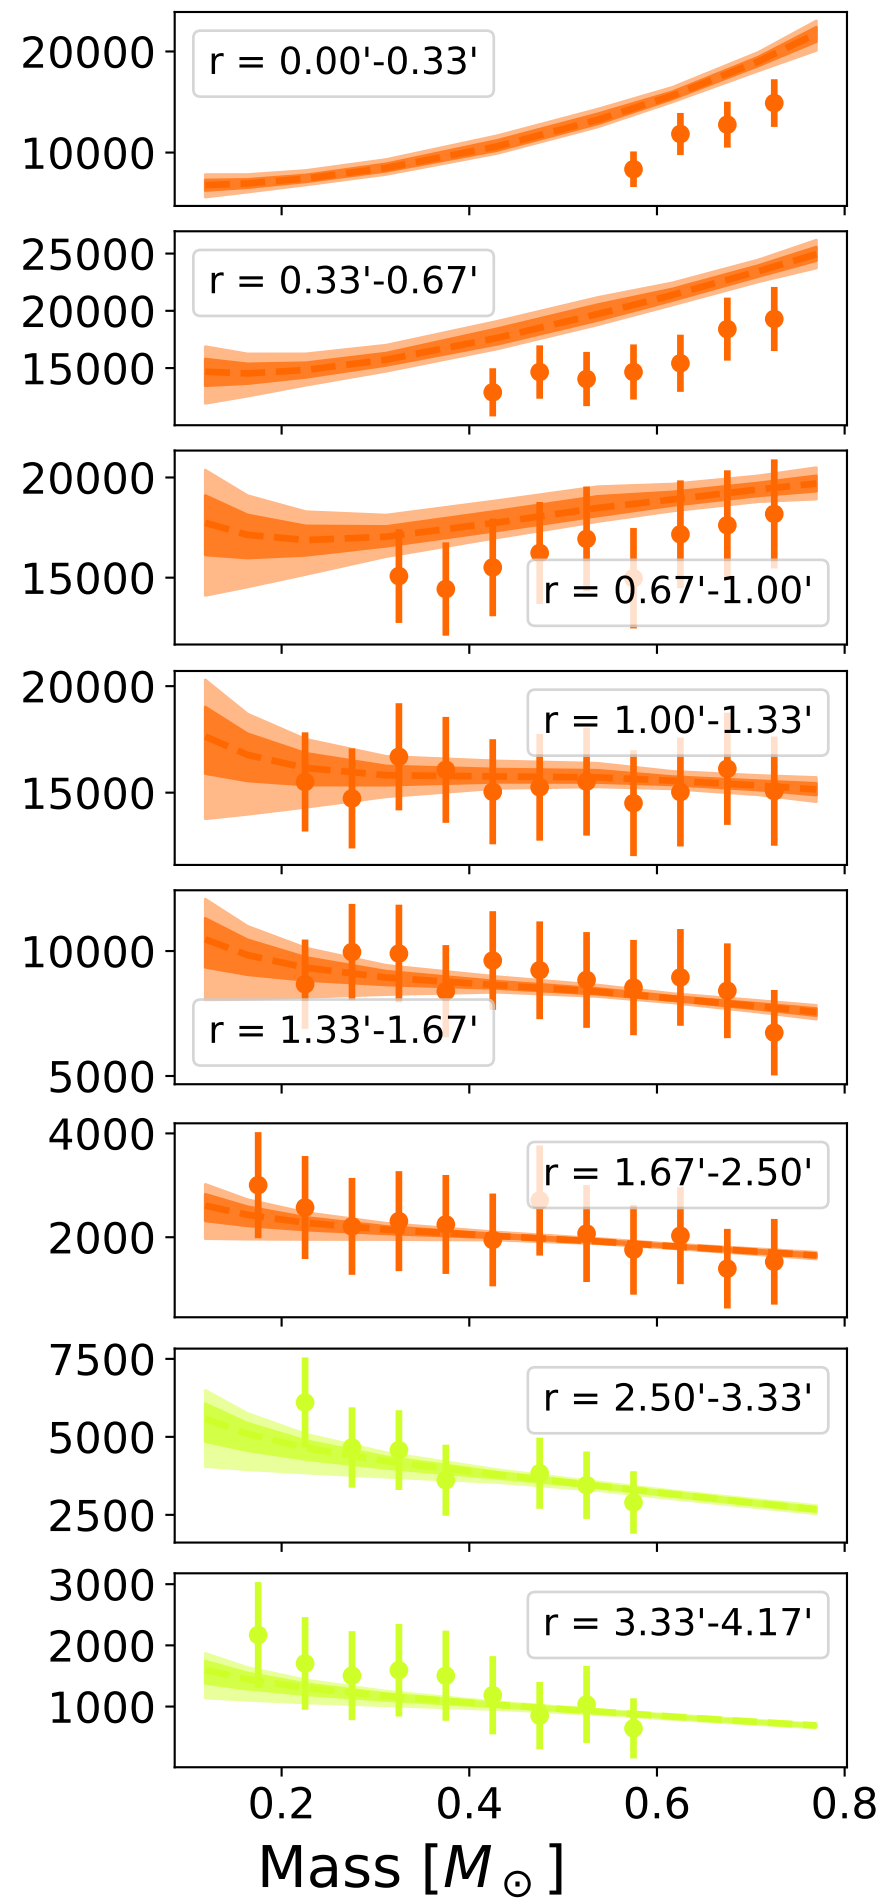 20000
r = 0.00'-0.33'
10000
25000
r = 0.33'-0.67'
20000
15000
20000
15000
r = 0.67'-1.00'
20000
r = 1.00'-1.33'
15000
10000
r = 1.33'-1.67'
5000
4000
r = 1.67'-2.50'
2000
7500
r = 2.50'-3.33'
5000
2500
3000
r = 3.33'-4.17'
2000
1000
0.2 0.4 0.6 0.8
Mass [M⊙]